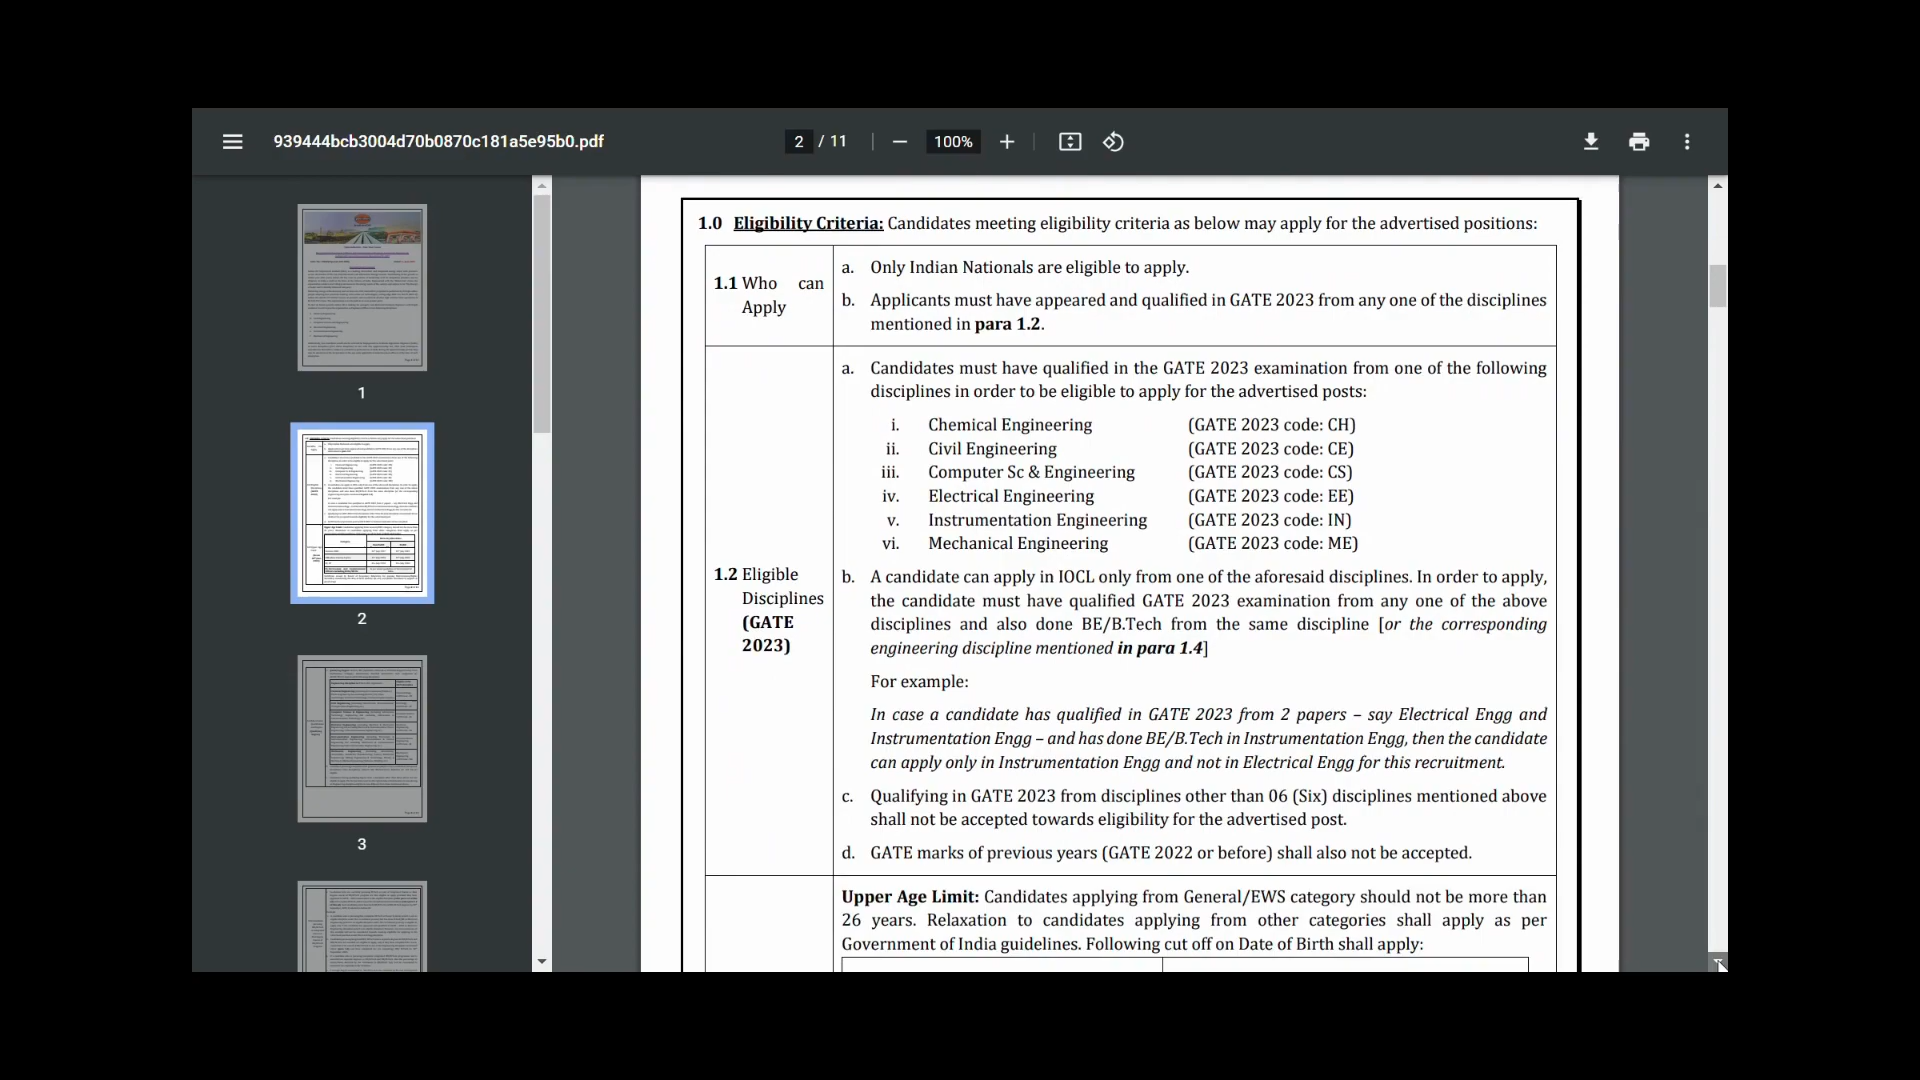 939444bcb3004d70b0870c181a5e95b0.pdf
2 / 11
100%
1
2
3
1.0 Eligibility Criteria: Candidates meeting eligibility criteria as below may apply for the advertised positions:
1.1 Who can
Apply
a. Only Indian Nationals are eligible to apply.
b. Applicants must have appeared and qualified in GATE 2023 from any one of the disciplines
mentioned in para 1.2.
1.2 Eligible
Disciplines
(GATE
2023)
a. Candidates must have qualified in the GATE 2023 examination from one of the following
disciplines in order to be eligible to apply for the advertised posts:
i. Chemical Engineering (GATE 2023 code: CH)
ii. Civil Engineering (GATE 2023 code: CE)
iii. Computer Sc & Engineering (GATE 2023 code: CS)
iv. Electrical Engineering (GATE 2023 code: EE)
v. Instrumentation Engineering (GATE 2023 code: IN)
vi. Mechanical Engineering (GATE 2023 code: ME)
b. A candidate can apply in IOCL only from one of the aforesaid disciplines. In order to apply,
the candidate must have qualified GATE 2023 examination from any one of the above
disciplines and also done BE/B.Tech from the same discipline [or the corresponding
engineering discipline mentioned in para 1.4]
For example:
In case a candidate has qualified in GATE 2023 from 2 papers – say Electrical Engg and
Instrumentation Engg – and has done BE/B.Tech in Instrumentation Engg, then the candidate
can apply only in Instrumentation Engg and not in Electrical Engg for this recruitment.
c. Qualifying in GATE 2023 from disciplines other than 06 (Six) disciplines mentioned above
shall not be accepted towards eligibility for the advertised post.
d. GATE marks of previous years (GATE 2022 or before) shall also not be accepted.
Upper Age Limit: Candidates applying from General/EWS category should not be more than
26 years. Relaxation to candidates applying from other categories shall apply as per
Government of India guidelines. Following cut off on Date of Birth shall apply: